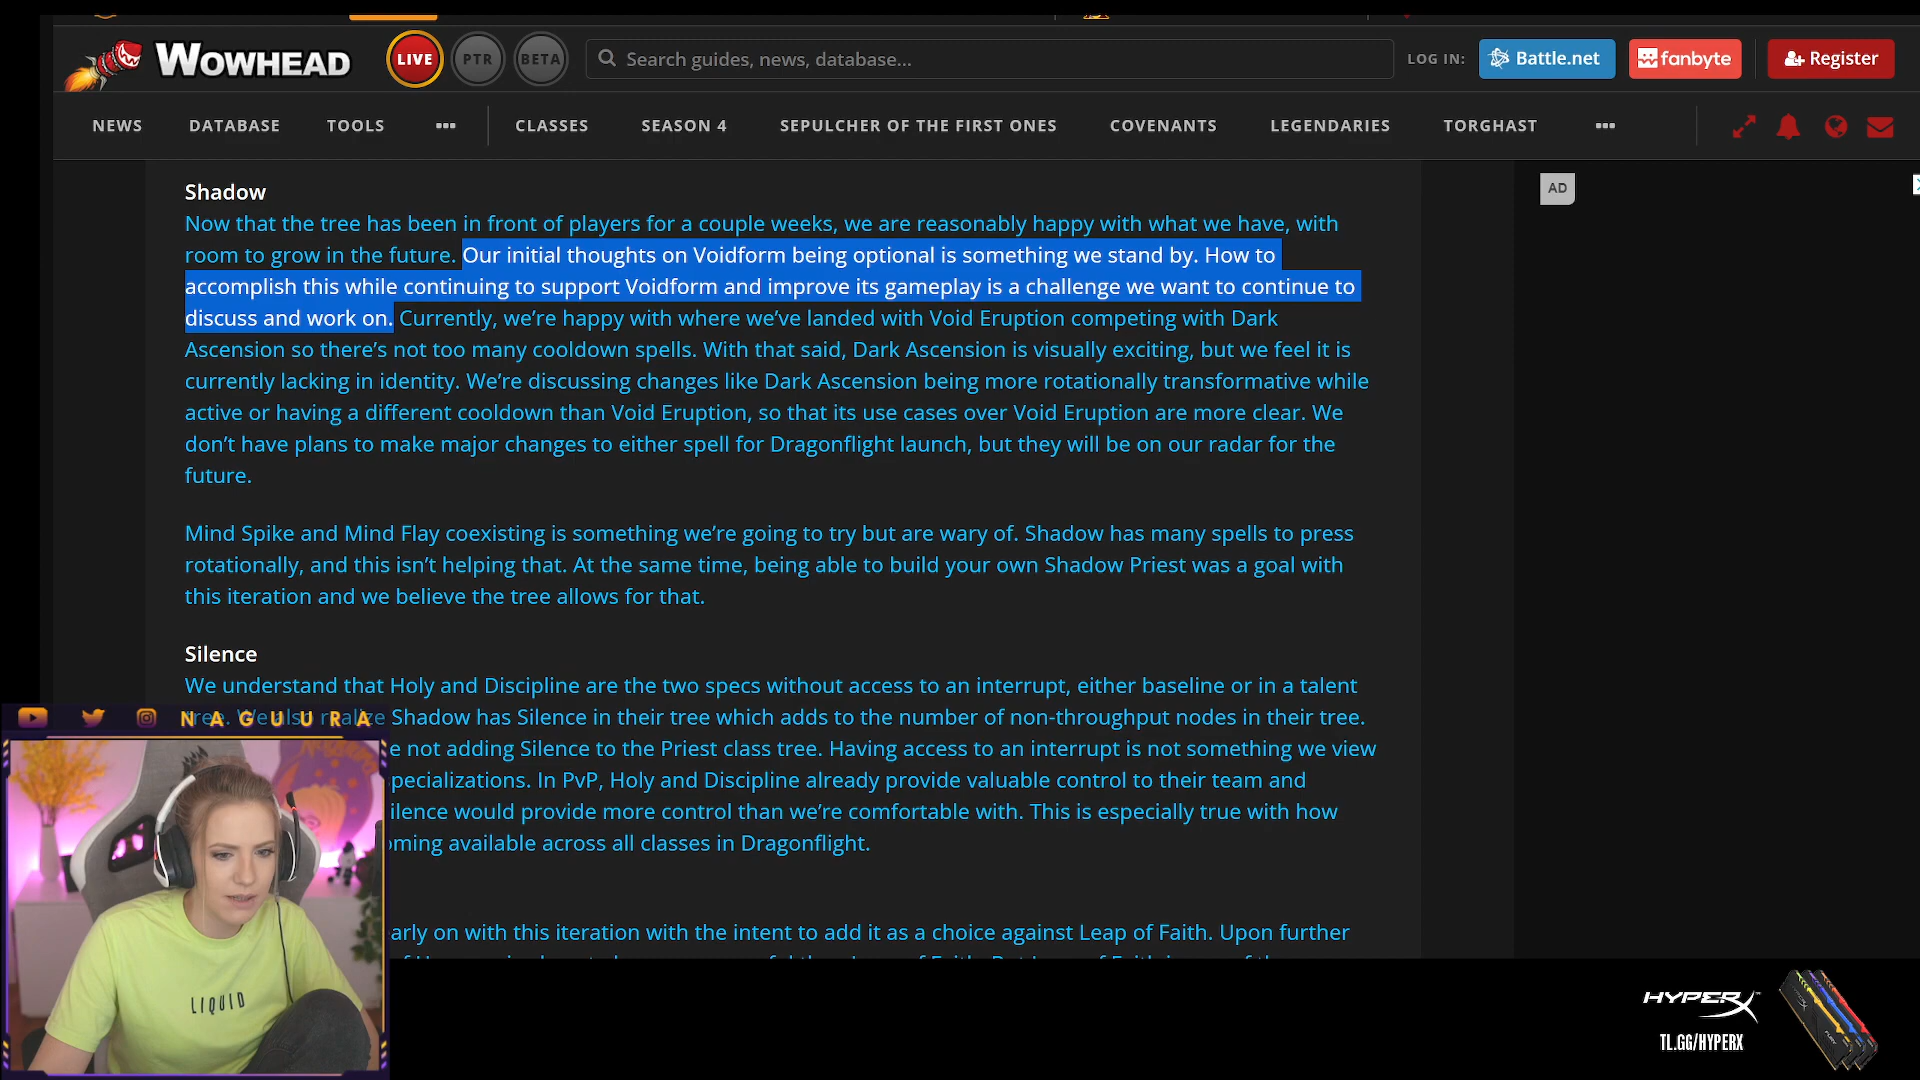 WOWHEAD
LIVE
PTR
BETA
Search guides, news, database...
LOG IN:
Battle.net
fanbyte
Register
NEWS
DATABASE
TOOLS
CLASSES
SEASON 4
SEPULCHER OF THE FIRST ONES
COVENANTS
LEGENDARIES
TORGHAST
AD
Shadow
Now that the tree has been in front of players for a couple weeks, we are reasonably happy with what we have, with
room to grow in the future. Our initial thoughts on Voidform being optional is something we stand by. How to
accomplish this while continuing to support Voidform and improve its gameplay is a challenge we want to continue to
discuss and work on. Currently, we’re happy with where we’ve landed with Void Eruption competing with Dark
Ascension so there’s not too many cooldown spells. With that said, Dark Ascension is visually exciting, but we feel it is
currently lacking in identity. We’re discussing changes like Dark Ascension being more rotationally transformative while
active or having a different cooldown than Void Eruption, so that its use cases over Void Eruption are more clear. We
don’t have plans to make major changes to either spell for Dragonflight launch, but they will be on our radar for the
future.
Mind Spike and Mind Flay coexisting is something we’re going to try but are wary of. Shadow has many spells to press
rotationally, and this isn’t helping that. At the same time, being able to build your own Shadow Priest was a goal with
this iteration and we believe the tree allows for that.
Silence
We understand that Holy and Discipline are the two specs without access to an interrupt, either baseline or in a talent
tree. We also realize Shadow has Silence in their tree which adds to the number of non-throughput nodes in their tree.
e not adding Silence to the Priest class tree. Having access to an interrupt is not something we view
pecializations. In PvP, Holy and Discipline already provide valuable control to their team and
ilence would provide more control than we’re comfortable with. This is especially true with how
oming available across all classes in Dragonflight.
arly on with this iteration with the intent to add it as a choice against Leap of Faith. Upon further
NAGUURA
LIQUID
HYPERX
TL.GG/HYPERX